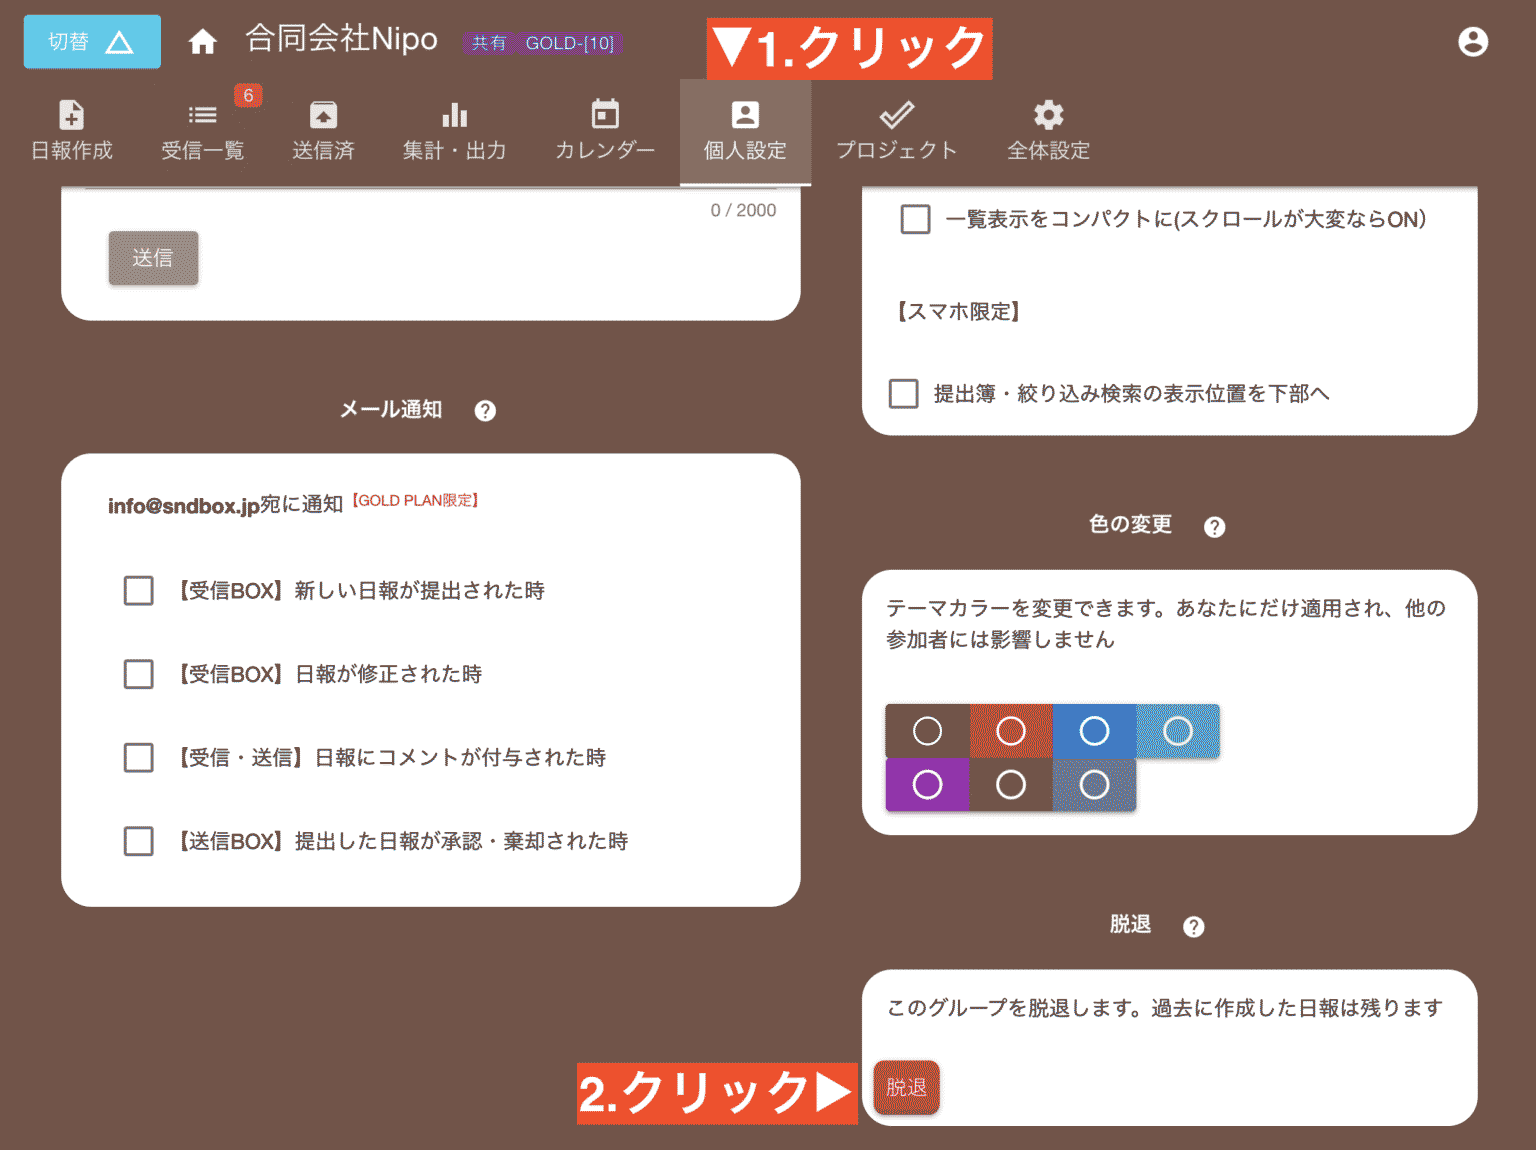 切替
合同会社Nipo
共有
GOLD-[10]
▼1.クリック
日報作成
受信一覧
6
送信済
集計・出力
カレンダー
個人設定
プロジェクト
全体設定
0 / 2000
送信
一覧表示をコンパクトに(スクロールが大変ならON）
【スマホ限定】
提出簿・絞り込み検索の表示位置を下部へ
メール通知 ?
info@sndbox.jp宛に通知【GOLD PLAN限定】
【受信BOX】新しい日報が提出された時
【受信BOX】日報が修正された時
【受信・送信】日報にコメントが付与された時
【送信BOX】提出した日報が承認・棄却された時
色の変更 ?
テーマカラーを変更できます。あなたにだけ適用され、他の
参加者には影響しません
脱退 ?
このグループを脱退します。過去に作成した日報は残ります
2.クリック▶
脱退